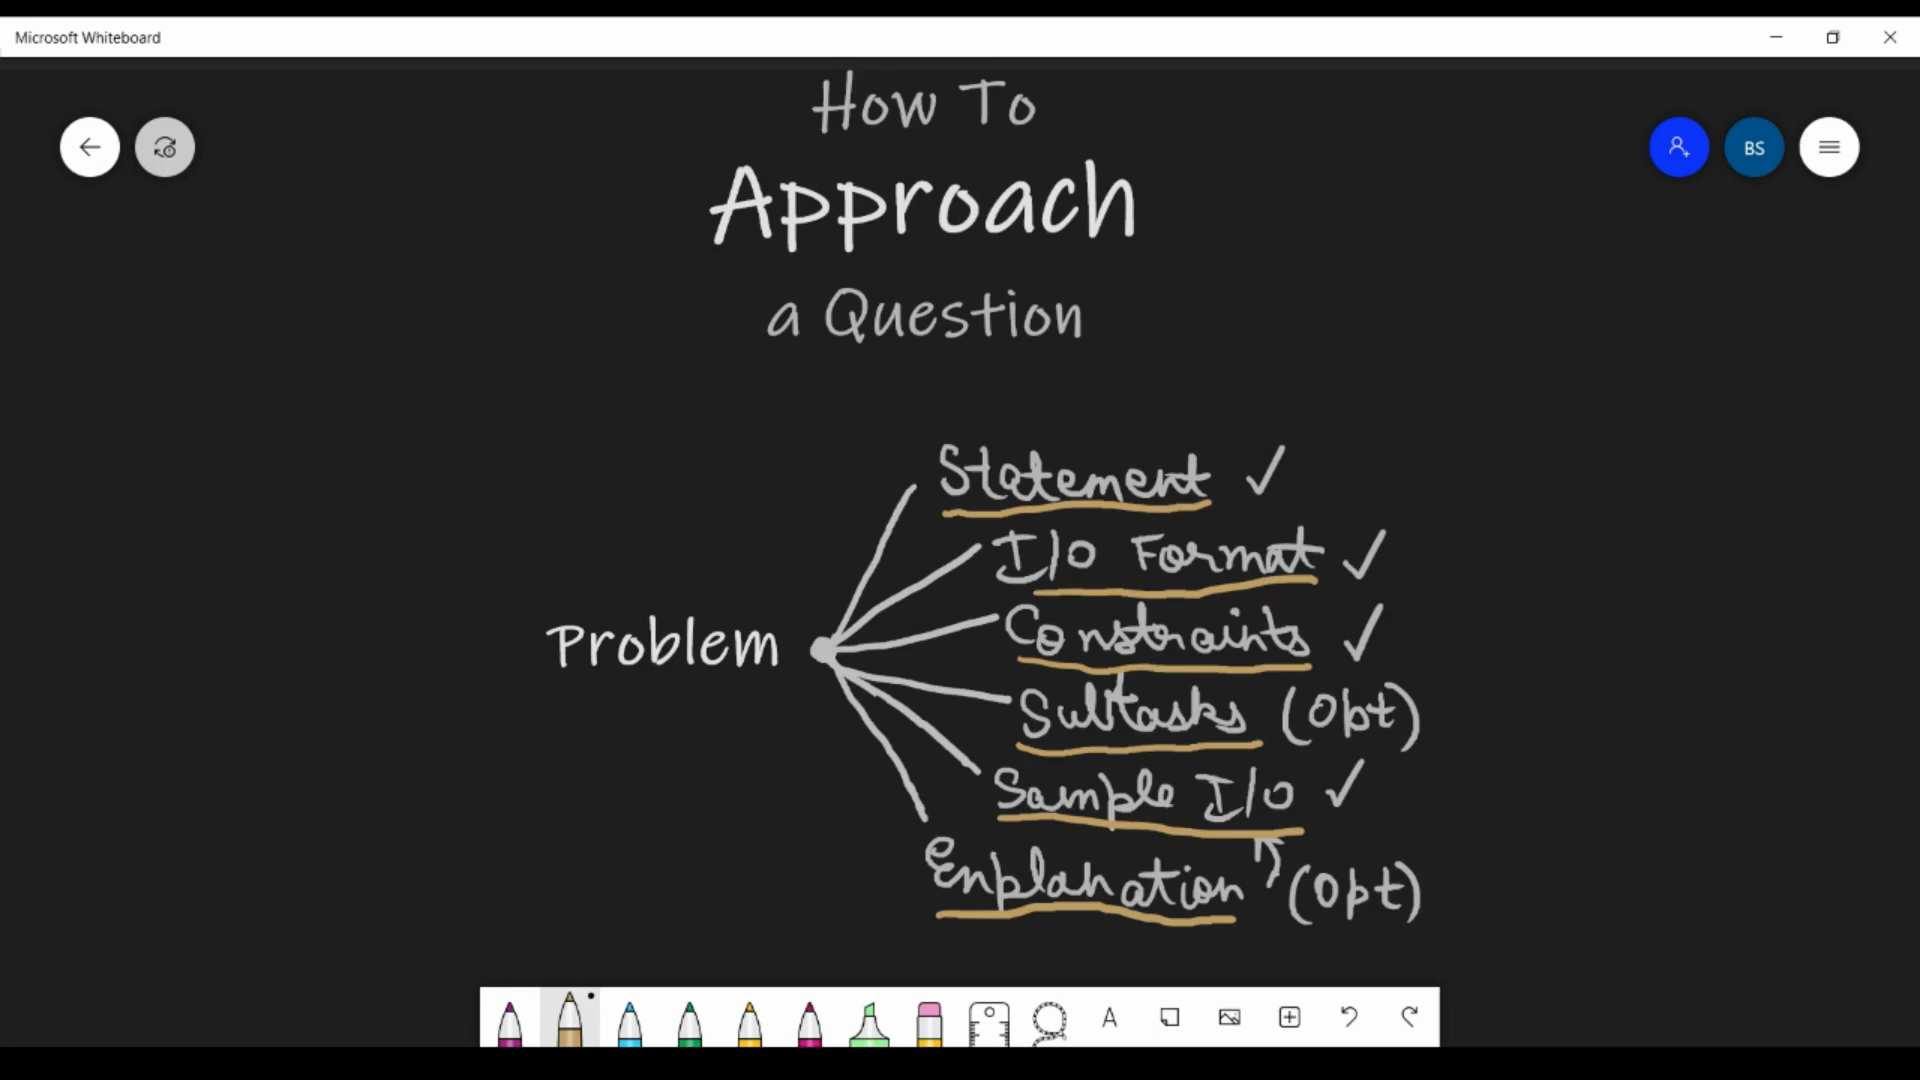 Microsoft Whiteboard
How To
BS
Approach
a Question
Statement ✓
I/O Format ✓
Constraints ✓
Problem
Subtasks (Opt)
Sample I/O ✓
Explanation (Opt)
A